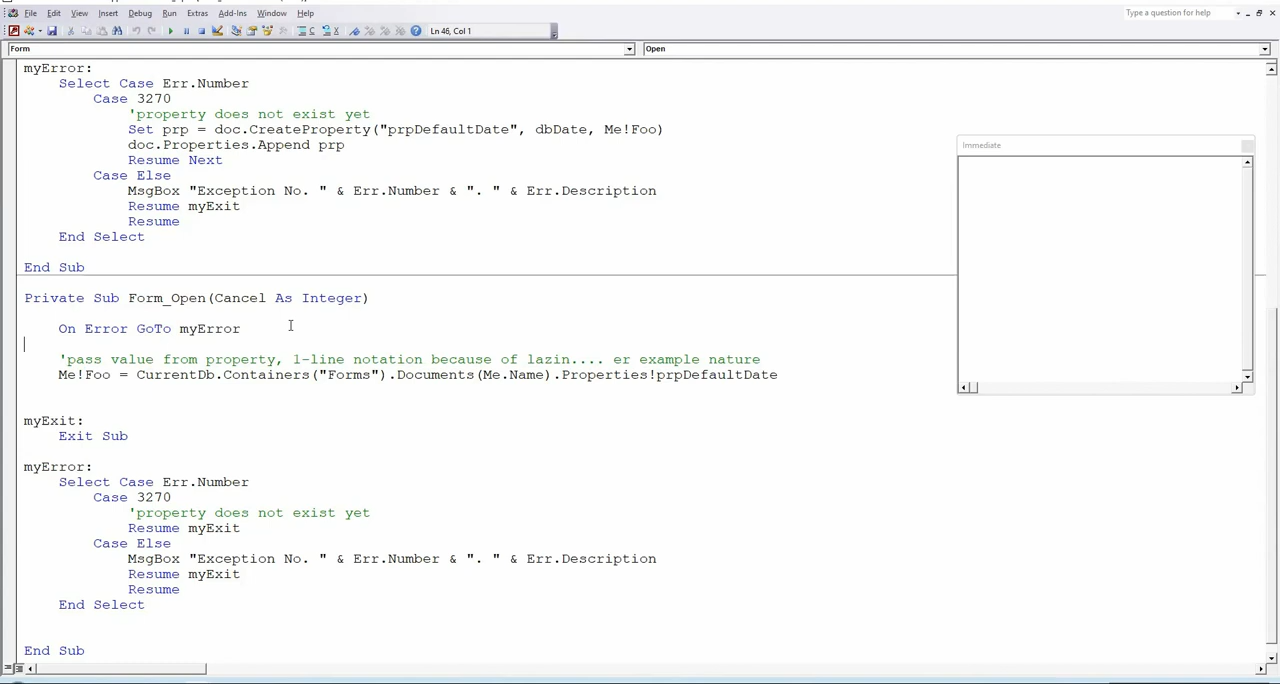 File Edit View Insert Debug Run Extras Add-Ins Window Help Type a question for help
Ln 46, Col 1
Form Open
myError:
Select Case Err.Number
Case 3270
'property does not exist yet
Set prp = doc.CreateProperty("prpDefaultDate", dbDate, Me!Foo)
doc.Properties.Append prp
Resume Next
Case Else
MsgBox "Exception No. " & Err.Number & ". " & Err.Description
Resume myExit
Resume
End Select
End Sub
Private Sub Form_Open(Cancel As Integer)
On Error GoTo myError
'pass value from property, 1-line notation because of lazin.... er example nature
Me!Foo = CurrentDb.Containers("Forms").Documents(Me.Name).Properties!prpDefaultDate
myExit:
Exit Sub
myError:
Select Case Err.Number
Case 3270
'property does not exist yet
Resume myExit
Case Else
MsgBox "Exception No. " & Err.Number & ". " & Err.Description
Resume myExit
Resume
End Select
End Sub
Immediate